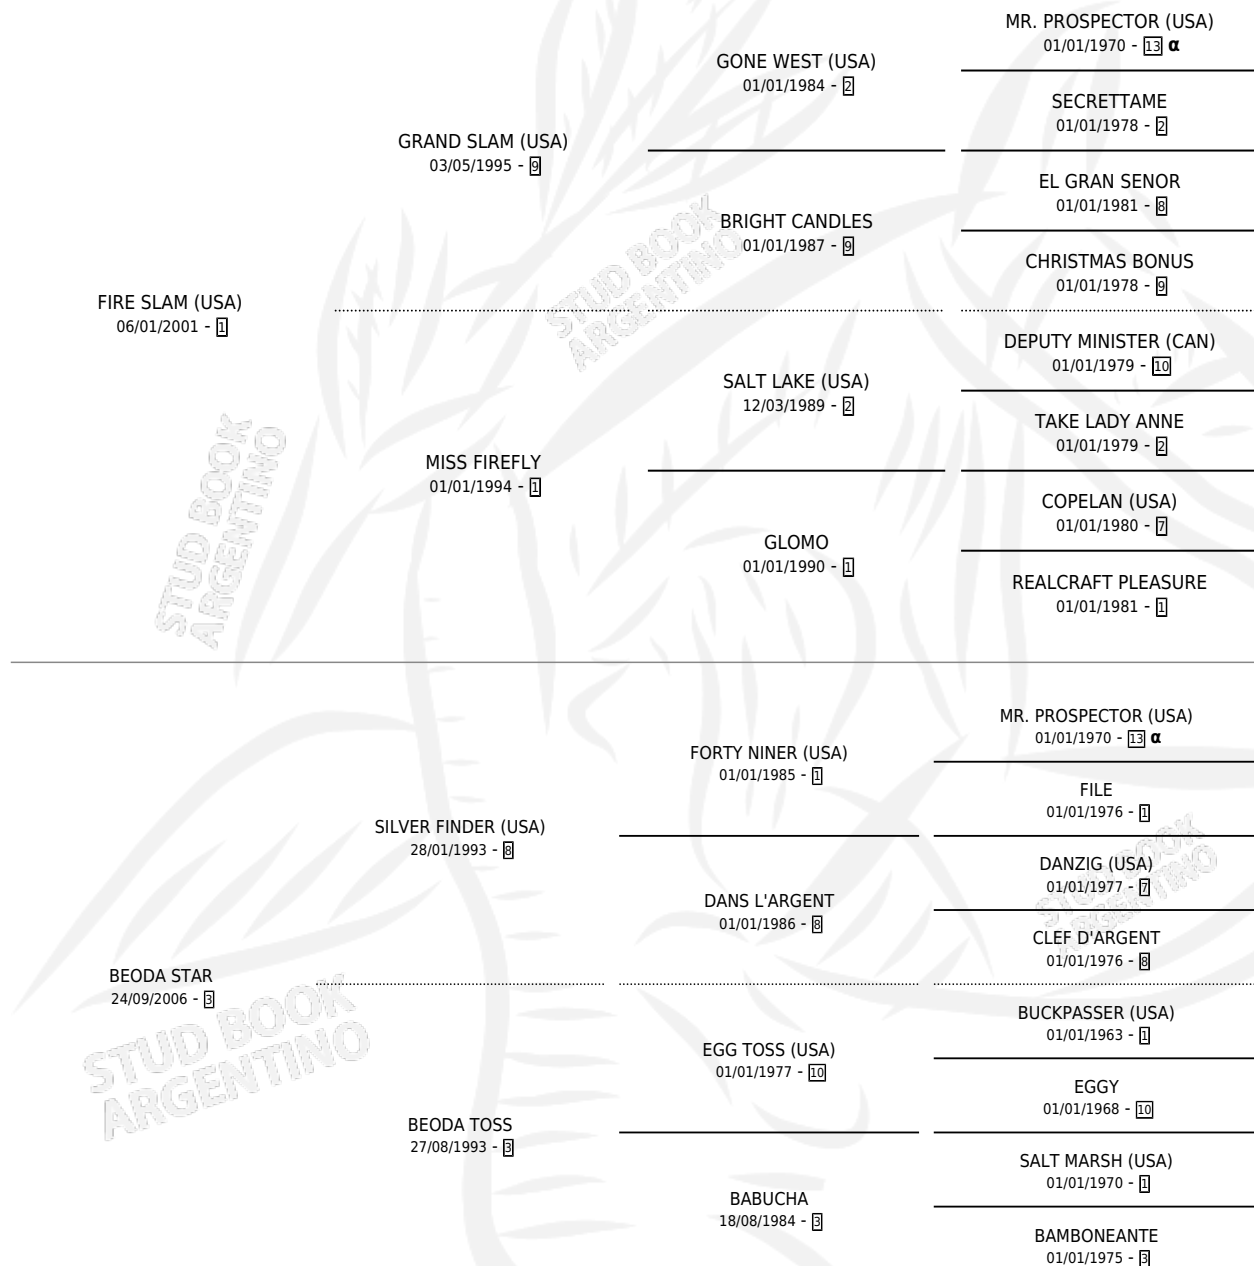 MR. PROSPECTOR (USA)
01/01/1970 - 13 α
GONE WEST (USA)
01/01/1984 - 2
SECRETTAME
01/01/1978 - 2
GRAND SLAM (USA)
03/05/1995 - 9
EL GRAN SENOR
01/01/1981 - 8
BRIGHT CANDLES
01/01/1987 - 9
CHRISTMAS BONUS
01/01/1978 - 9
STUD BOOK
ARGENTINO
FIRE SLAM (USA)
06/01/2001 - 1
DEPUTY MINISTER (CAN)
01/01/1979 - 10
SALT LAKE (USA)
12/03/1989 - 2
TAKE LADY ANNE
01/01/1979 - 2
MISS FIREFLY
01/01/1994 - 1
COPELAN (USA)
01/01/1980 - 7
GLOMO
01/01/1990 - 1
REALCRAFT PLEASURE
01/01/1981 - 1
STUD BOOK
ARGENTINO
MR. PROSPECTOR (USA)
01/01/1970 - 13 α
FORTY NINER (USA)
01/01/1985 - 1
FILE
01/01/1976 - 1
SILVER FINDER (USA)
28/01/1993 - 8
DANZIG (USA)
01/01/1977 - 7
STUD BOOK
ARGENTINO
DANS L'ARGENT
01/01/1986 - 8
CLEF D'ARGENT
01/01/1976 - 8
BEODA STAR
24/09/2006 - 3
BUCKPASSER (USA)
01/01/1963 - 1
STUD BOOK
ARGENTINO
EGG TOSS (USA)
01/01/1977 - 10
EGGY
01/01/1968 - 10
BEODA TOSS
27/08/1993 - 3
SALT MARSH (USA)
01/01/1970 - 1
BABUCHA
18/08/1984 - 3
BAMBONEANTE
01/01/1975 - 3